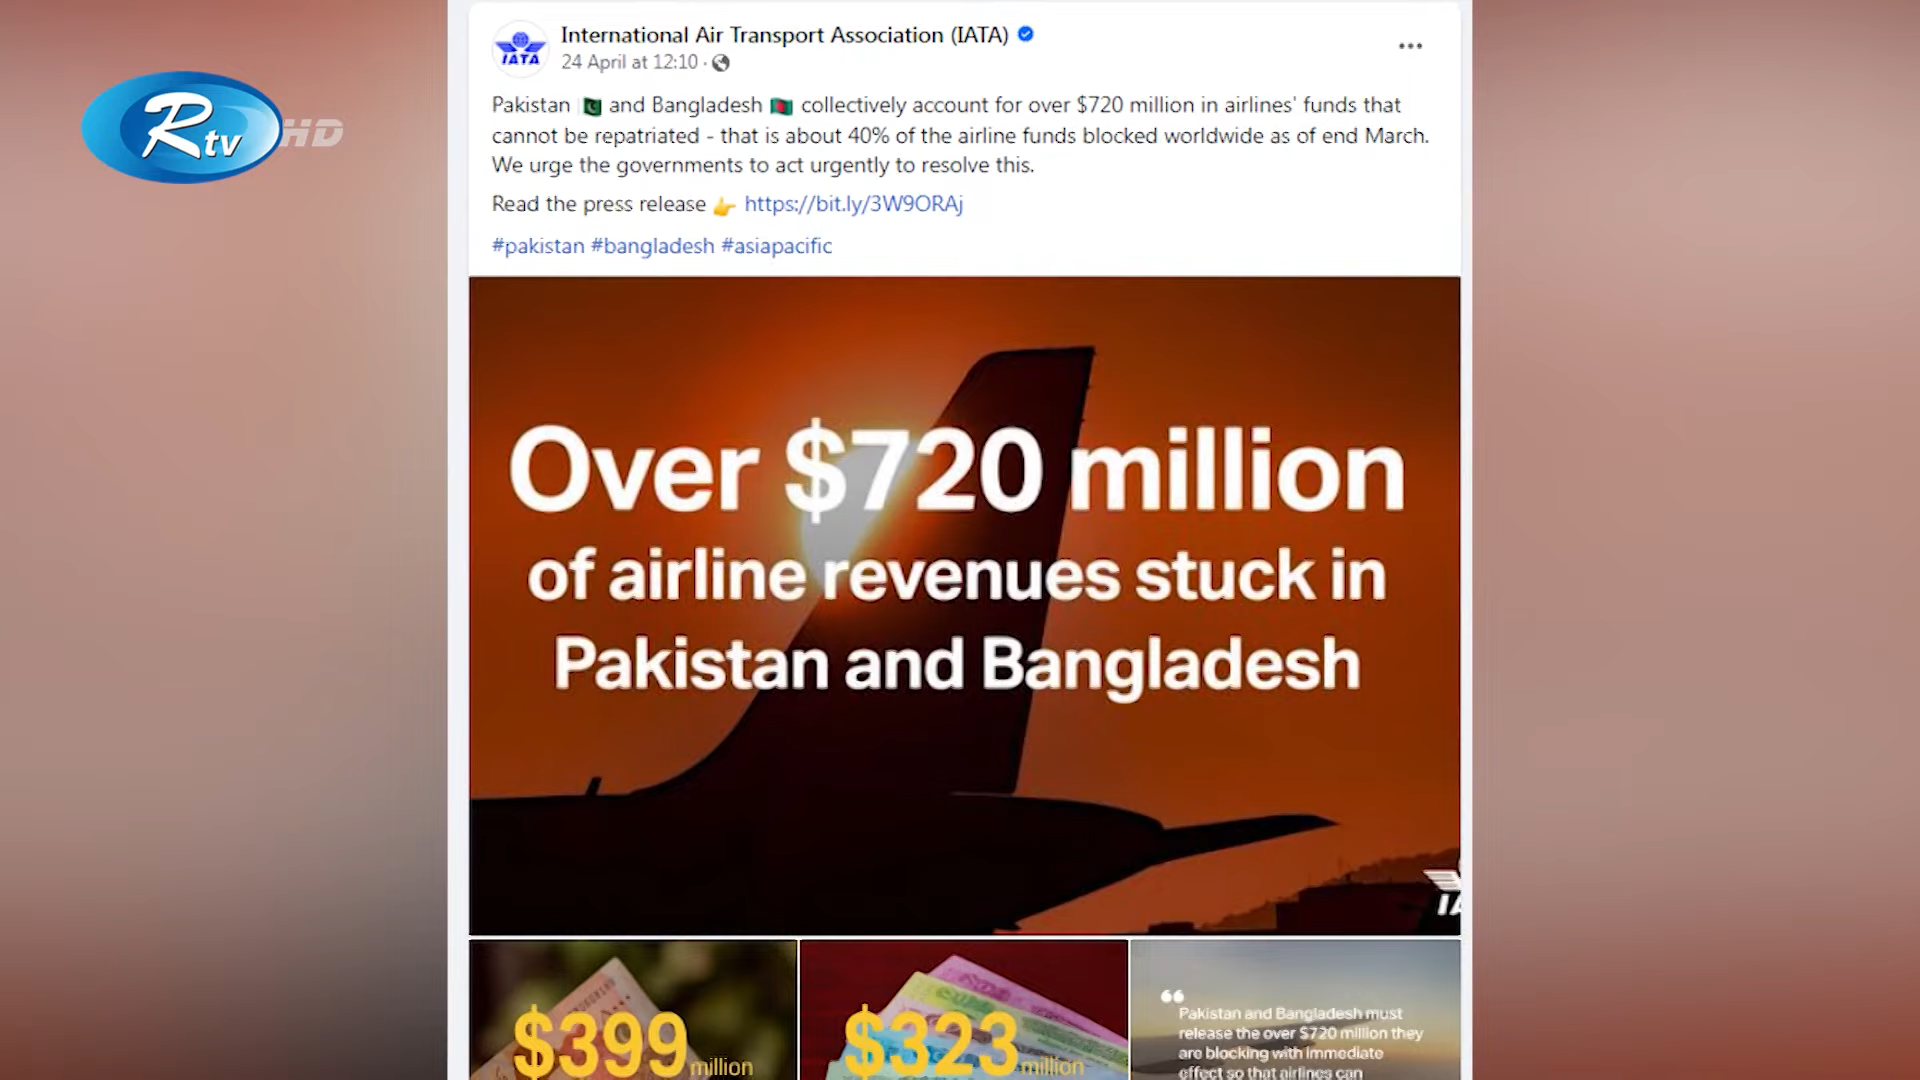 International Air Transport Association (IATA)
IATA
24 April at 12:10 ·
Rtv HD
Pakistan 🇵🇰 and Bangladesh 🇧🇩 collectively account for over $720 million in airlines' funds that
cannot be repatriated - that is about 40% of the airline funds blocked worldwide as of end March.
We urge the governments to act urgently to resolve this.
Read the press release 👉 https://bit.ly/3W9ORAj
#pakistan #bangladesh #asiapacific
Over $720 million
of airline revenues stuck in
Pakistan and Bangladesh
$399 million
$323 million
“
Pakistan and Bangladesh must
release the over $720 million they
are blocking with immediate
effect so that airlines can